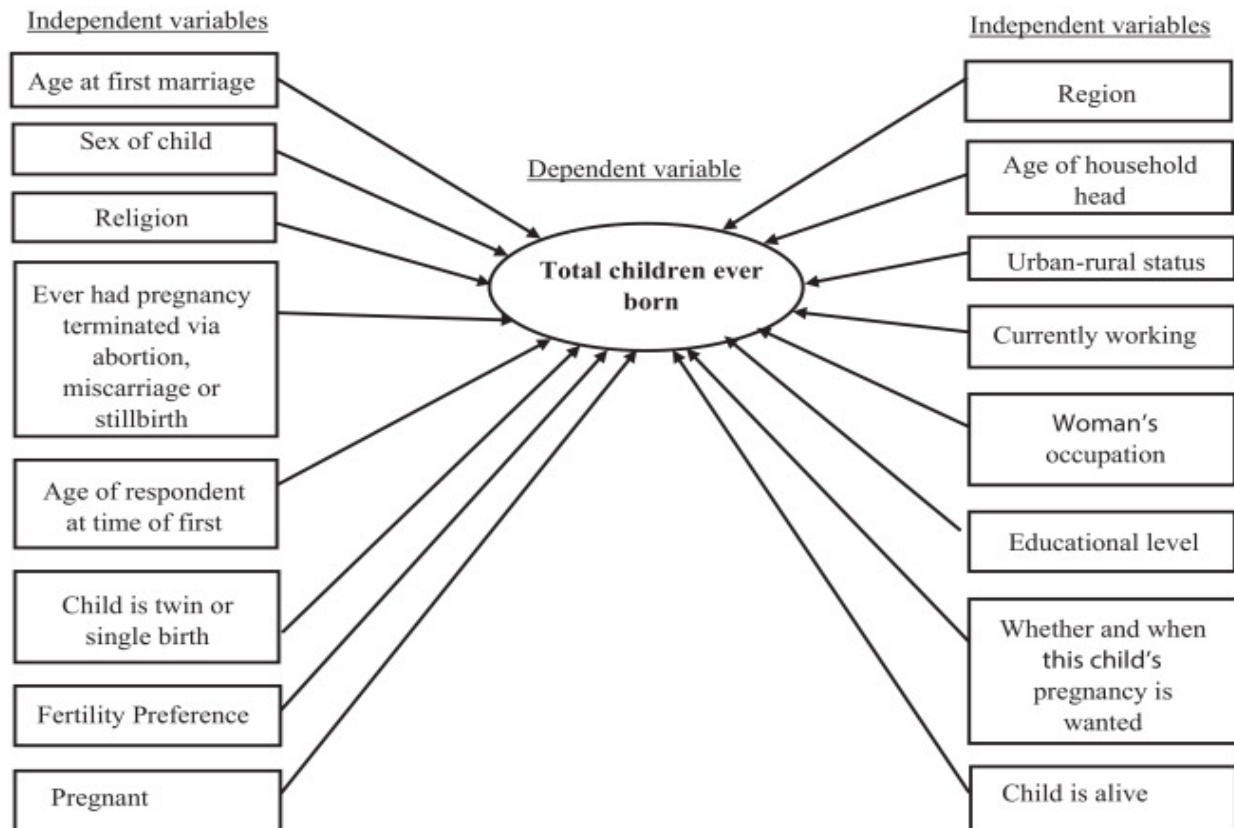 Independent variables
Age at first marriage
Sex of child
Religion
Ever had pregnancy
terminated via
abortion,
miscarriage or
stillbirth
Age of respondent
at time of first
Child is twin or
single birth
Fertility Preference
Pregnant
Dependent variable
Total children ever
born
Independent variables
Region
Age of household
head
Urban-rural status
Currently working
Woman's
occupation
Educational level
Whether and when
this child's
pregnancy is
wanted
Child is alive